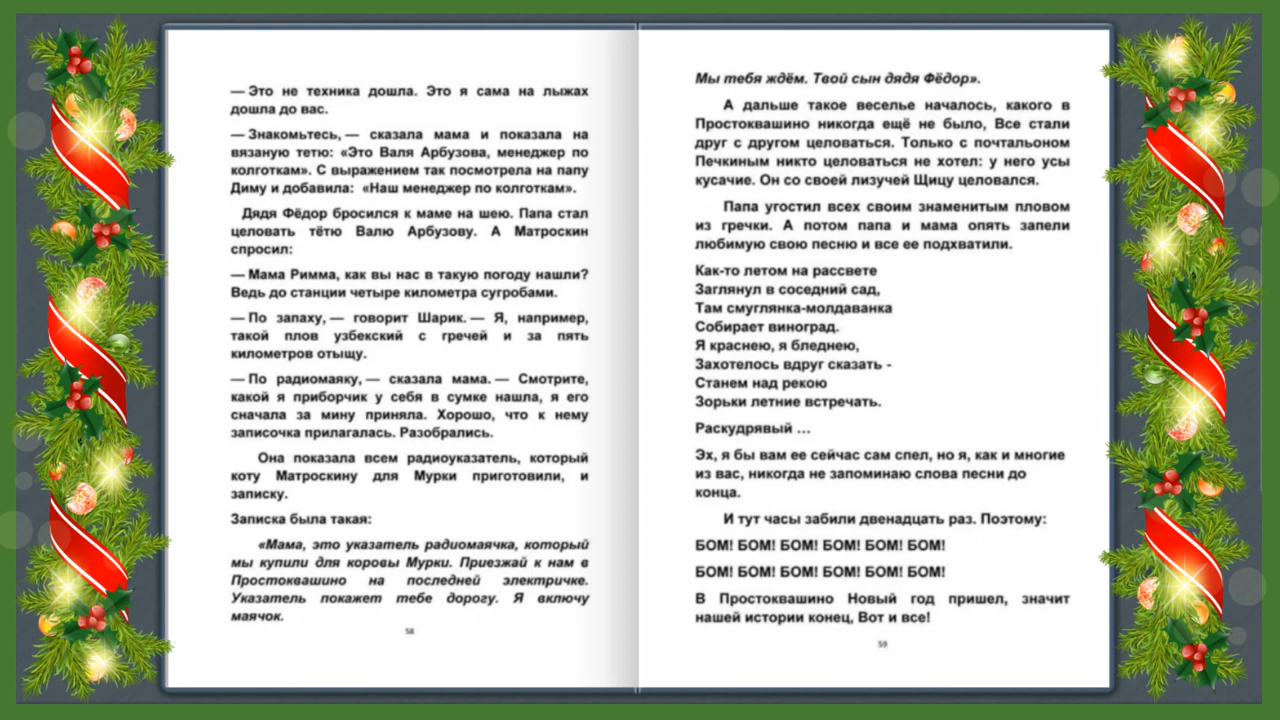 — Это не техника дошла. Это я сама на лыжах
дошла до вас.
— Знакомьтесь, — сказала мама и показала на
вязаную тетю: «Это Валя Арбузова, менеджер по
колготкам». С выражением так посмотрела на папу
Диму и добавила: «Наш менеджер по колготкам».
Дядя Фёдор бросился к маме на шею. Папа стал
целовать тётю Валю Арбузову. А Матроскин
спросил:
— Мама Римма, как вы нас в такую погоду нашли?
Ведь до станции четыре километра сугробами.
— По запаху, — говорит Шарик. — Я, например,
такой плов узбекский с гречей и за пять
километров отыщу.
— По радиомаяку, — сказала мама. — Смотрите,
какой я приборчик у себя в сумке нашла, я его
сначала за мину приняла. Хорошо, что к нему
записочка прилагалась. Разобрались.
Она показала всем радиоуказатель, который
коту Матроскину для Мурки приготовили, и
записку.
Записка была такая:
«Мама, это указатель радиомаячка, который
мы купили для коровы Мурки. Приезжай к нам в
Простоквашино на последней электричке.
Указатель покажет тебе дорогу. Я включу
маячок.
58
Мы тебя ждём. Твой сын дядя Фёдор».
А дальше такое веселье началось, какого в
Простоквашино никогда ещё не было, Все стали
друг с другом целоваться. Только с почтальоном
Печкиным никто целоваться не хотел: у него усы
кусачие. Он со своей лизучей Щицу целовался.
Папа угостил всех своим знаменитым пловом
из гречки. А потом папа и мама опять запели
любимую свою песню и все ее подхватили.
Как-то летом на рассвете
Заглянул в соседний сад,
Там смуглянка-молдаванка
Собирает виноград.
Я краснею, я бледнею,
Захотелось вдруг сказать -
Станем над рекою
Зорьки летние встречать.
Раскудрявый ...
Эх, я бы вам ее сейчас сам спел, но я, как и многие
из вас, никогда не запоминаю слова песни до
конца.
И тут часы забили двенадцать раз. Поэтому:
БОМ! БОМ! БОМ! БОМ! БОМ! БОМ!
БОМ! БОМ! БОМ! БОМ! БОМ! БОМ!
В Простоквашино Новый год пришел, значит
нашей истории конец, Вот и все!
59